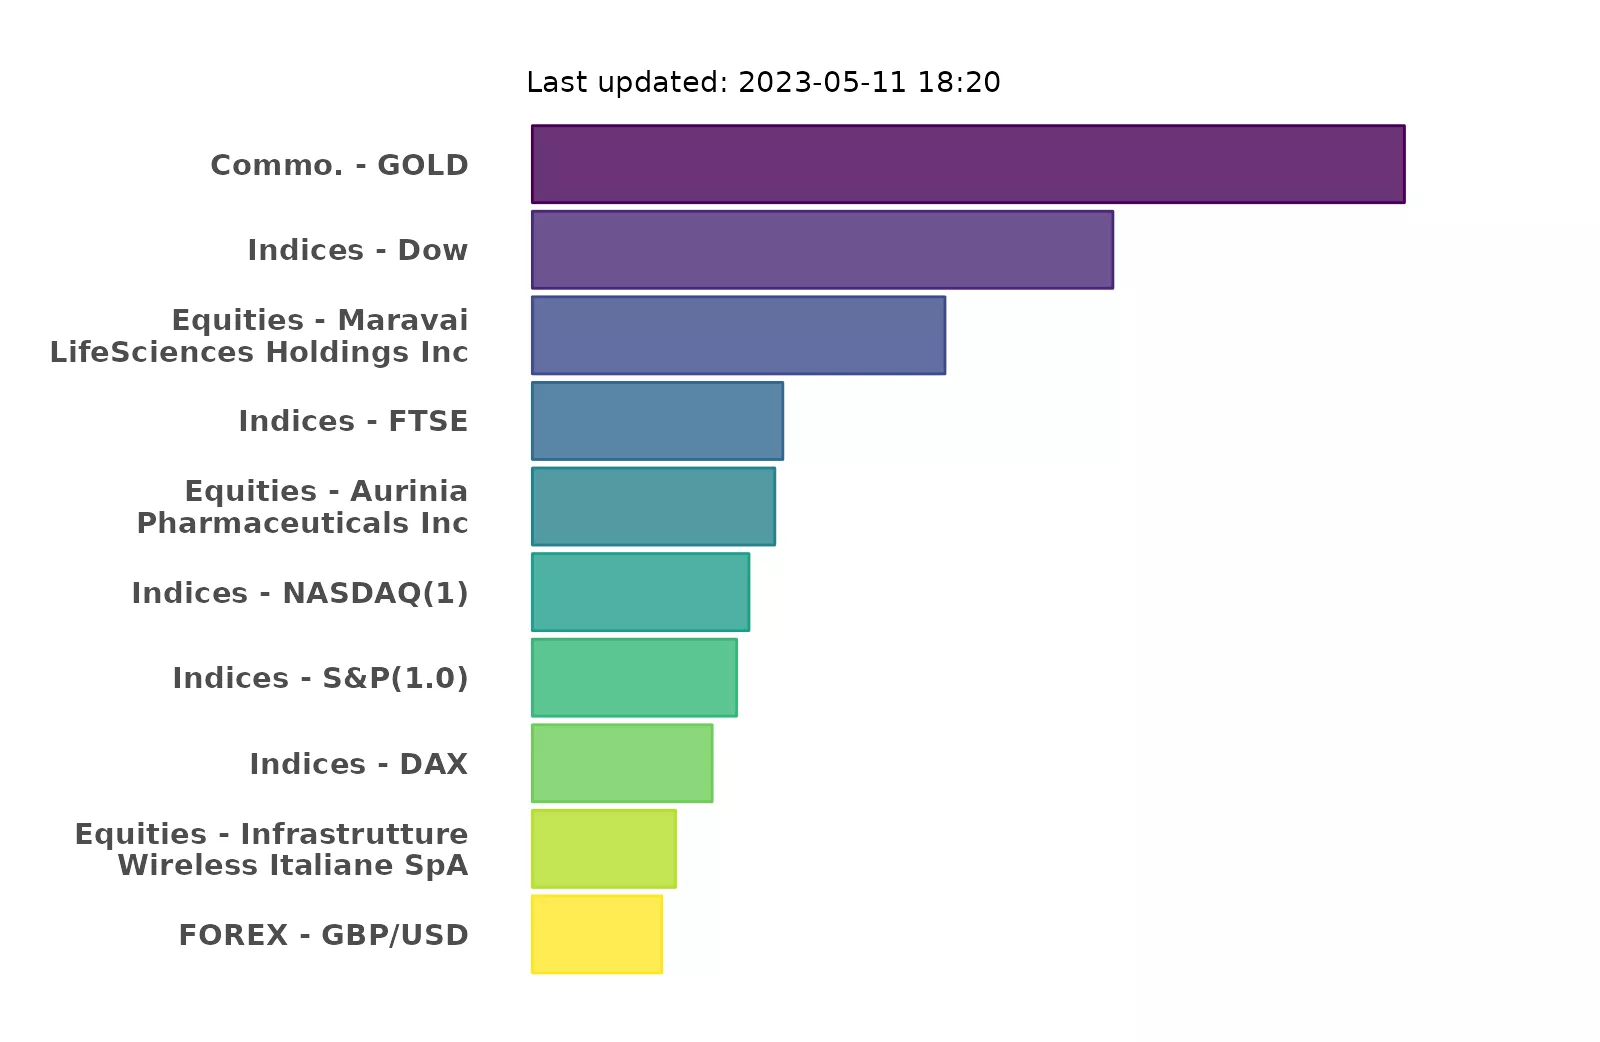 Last updated: 2023-05-11 18:20
Commo. - GOLD
Indices - Dow
Equities - Maravai
LifeSciences Holdings Inc
Indices - FTSE
Equities - Aurinia
Pharmaceuticals Inc
Indices - NASDAQ(1)
Indices - S&P(1.0)
Indices - DAX
Equities - Infrastrutture
Wireless Italiane SpA
FOREX - GBP/USD